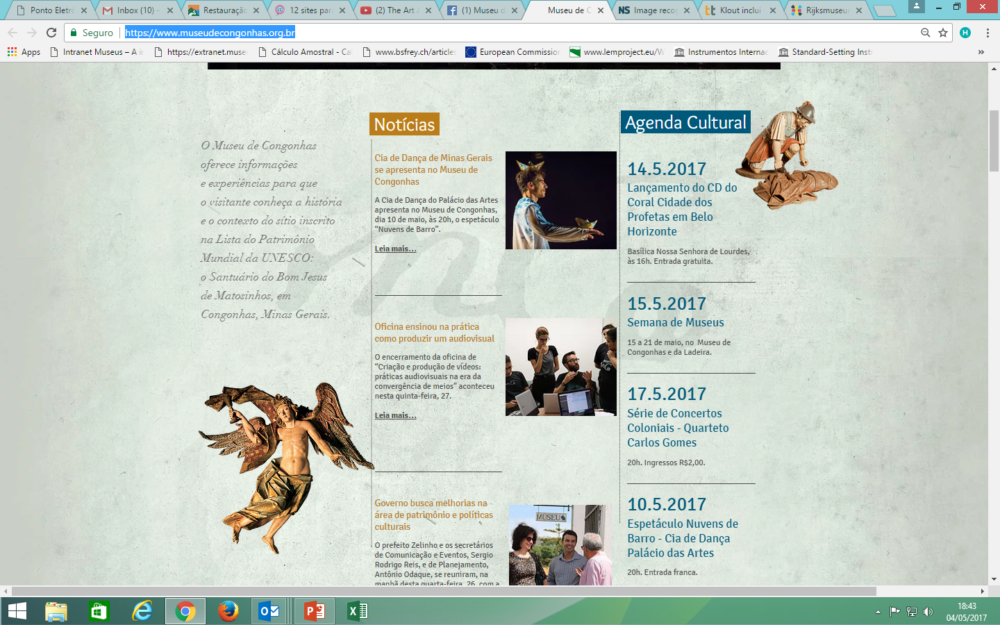 Ponto Eletr
Inbox (10) -
Restauraçã
12 sites par
(2) The Art
(1) Museu d
Museu de C
Image reco
Klout inclui
Rijksmuseu
Seguro
https://www.museudecongonhas.org.br
H
Apps
Intranet Museus – A i
https://extranet.muse
Cálculo Amostral - Cal
www.bsfrey.ch/article
European Commission
www.lemproject.eu/W
Instrumentos Internac
Standard-Setting Inst
»
O Museu de Congonhas
oferece informações
e experiências para que
o visitante conheça a história
e o contexto do sítio inscrito
na Lista do Patrimônio
Mundial da UNESCO:
o Santuário do Bom Jesus
de Matosinhos, em
Congonhas, Minas Gerais.
Notícias
Cia de Dança de Minas Gerais
se apresenta no Museu de
Congonhas
A Cia de Dança do Palácio das Artes
apresenta no Museu de Congonhas,
dia 10 de maio, às 20h, o espetáculo
“Nuvens de Barro”.
Leia mais...
Oficina ensinou na prática
como produzir um audiovisual
O encerramento da oficina de
“Criação e produção de vídeos:
práticas audiovisuais na era da
convergência de meios” aconteceu
nesta quinta-feira, 27.
Leia mais...
Governo busca melhorias na
área de patrimônio e políticas
culturais
O prefeito Zelinho e os secretários
de Comunicação e Eventos, Sergio
Rodrigo Reis, e de Planejamento,
Antônio Odaque, se reuniram, na
manhã desta quarta-feira, 26, com a
MUSEU
Agenda Cultural
14.5.2017
Lançamento do CD do
Coral Cidade dos
Profetas em Belo
Horizonte
Basílica Nossa Senhora de Lourdes,
às 16h. Entrada gratuita.
15.5.2017
Semana de Museus
15 a 21 de maio, no Museu de
Congonhas e da Ladeira.
17.5.2017
Série de Concertos
Coloniais - Quarteto
Carlos Gomes
20h. Ingressos R$2,00.
10.5.2017
Espetáculo Nuvens de
Barro - Cia de Dança
Palácio das Artes
20h. Entrada franca.
18:43
04/05/2017